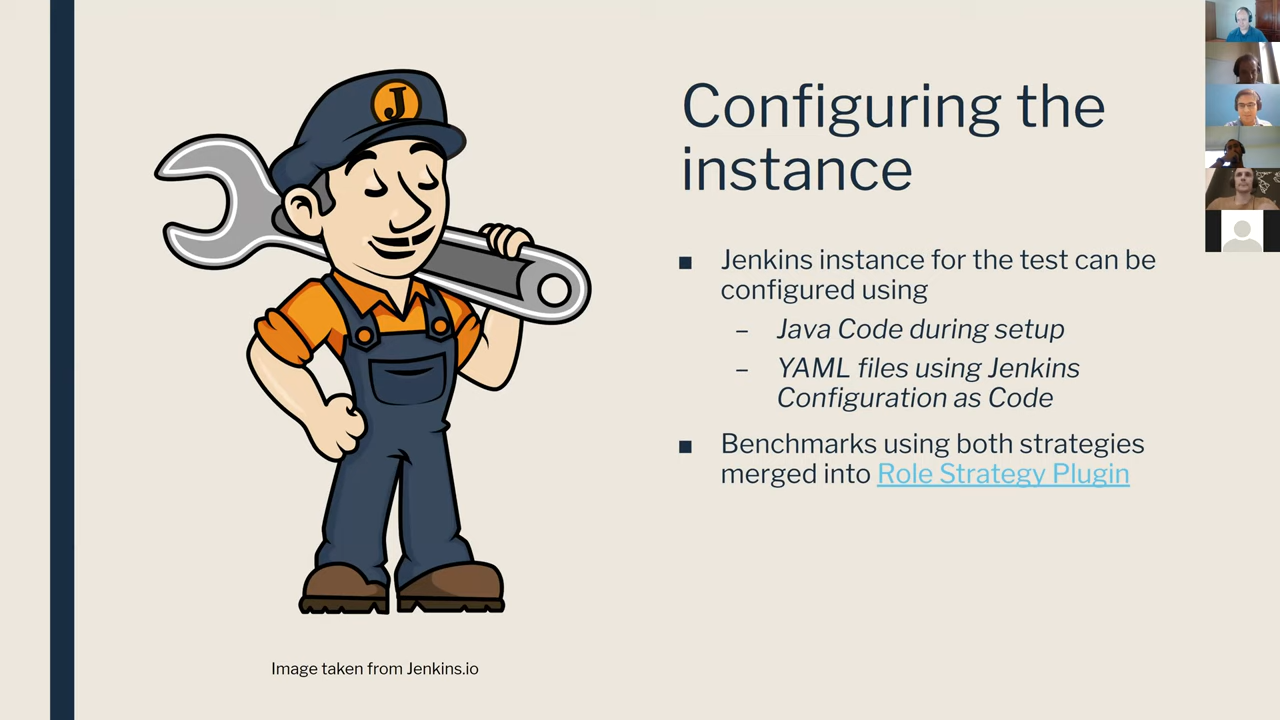 J
Configuring the
instance
■ Jenkins instance for the test can be
configured using
– Java Code during setup
– YAML files using Jenkins
Configuration as Code
■ Benchmarks using both strategies
merged into Role Strategy Plugin
Image taken from Jenkins.io